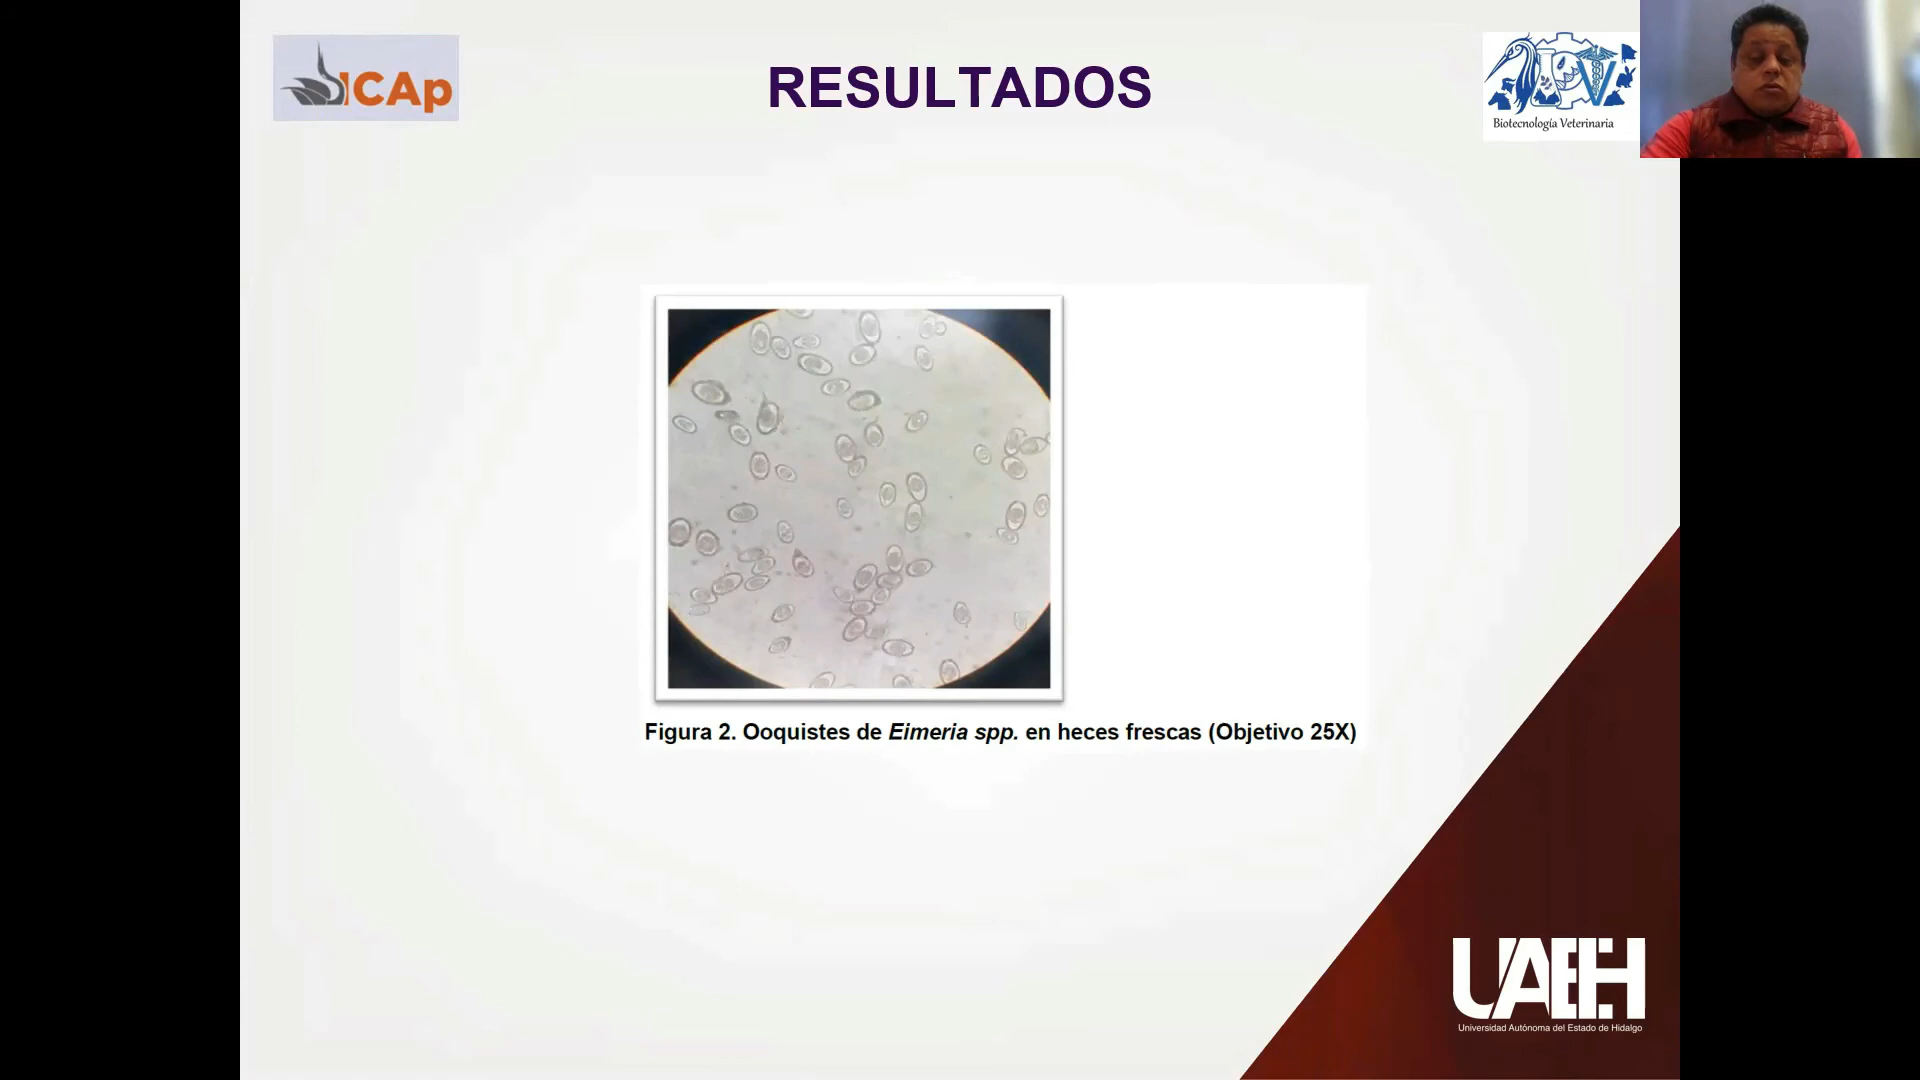 ICAp
RESULTADOS
Biotecnología Veterinaria
Figura 2. Ooquistes de Eimeria spp. en heces frescas (Objetivo 25X)
UAEH
Universidad Autónoma del Estado de Hidalgo